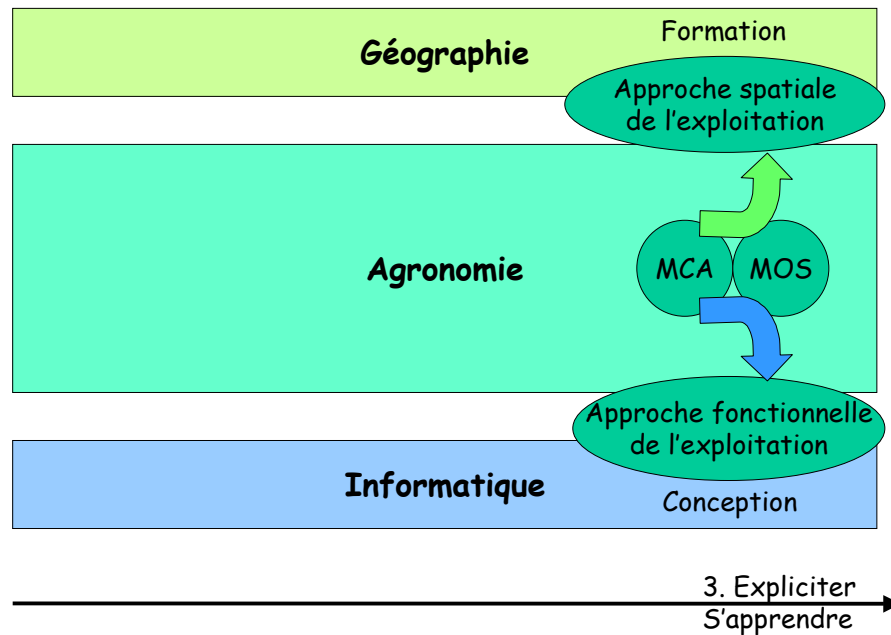 Formation
Géographie
Approche spatiale
de l'exploitation
Agronomie
MCA
MOS
Approche fonctionnelle
de l'exploitation
Informatique
Conception
3. Expliciter
S'apprendre